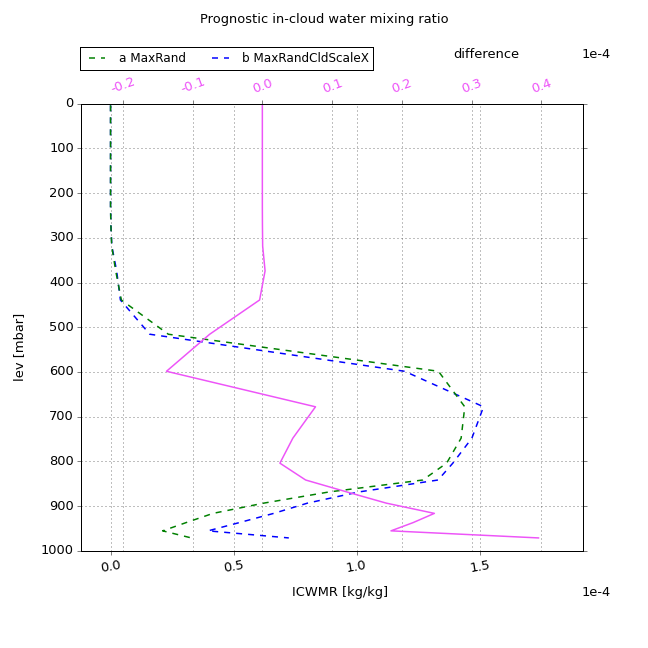 Prognostic in-cloud water mixing ratio
a MaxRand b MaxRandCldScaleX difference 1e-4
-0.2 -0.1 0.0 0.1 0.2 0.3 0.4
0
100
200
300
400
500
600
700
800
900
1000
lev [mbar]
0.0 0.5 1.0 1.5
ICWMR [kg/kg] 1e-4